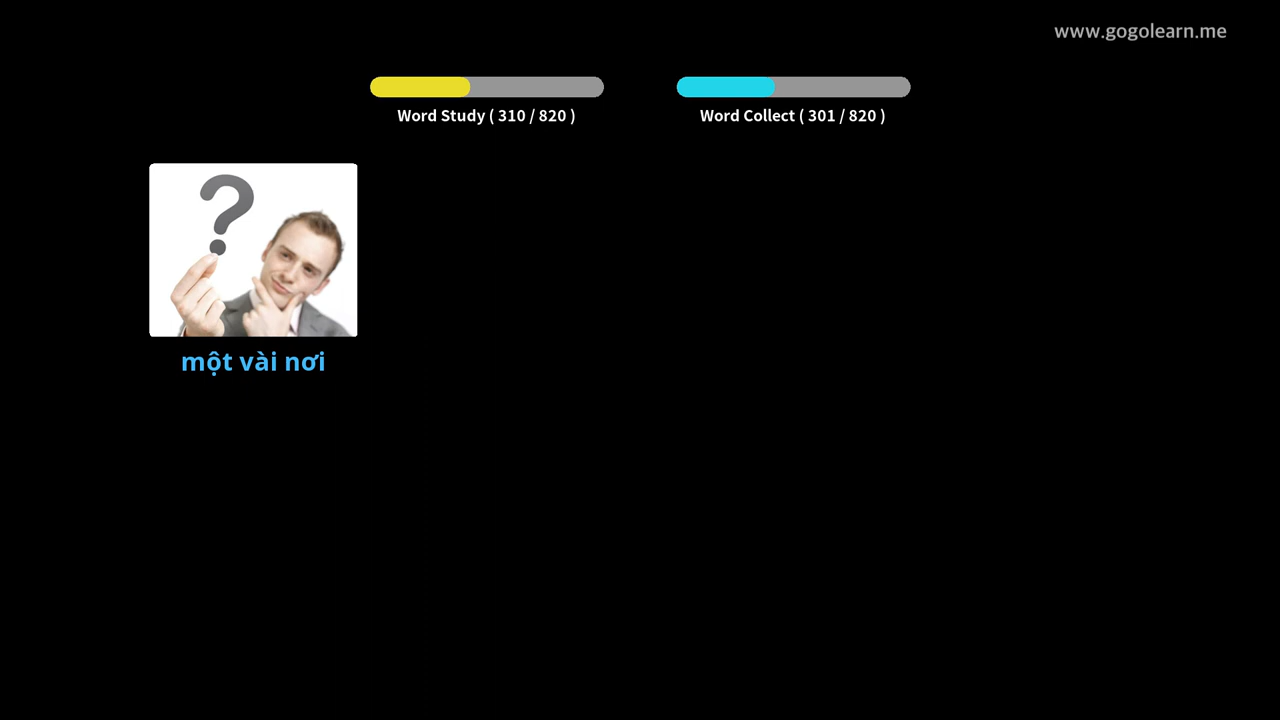 www.gogolearn.me
Word Study ( 310 / 820 )
Word Collect ( 301 / 820 )
?
một vài nơi